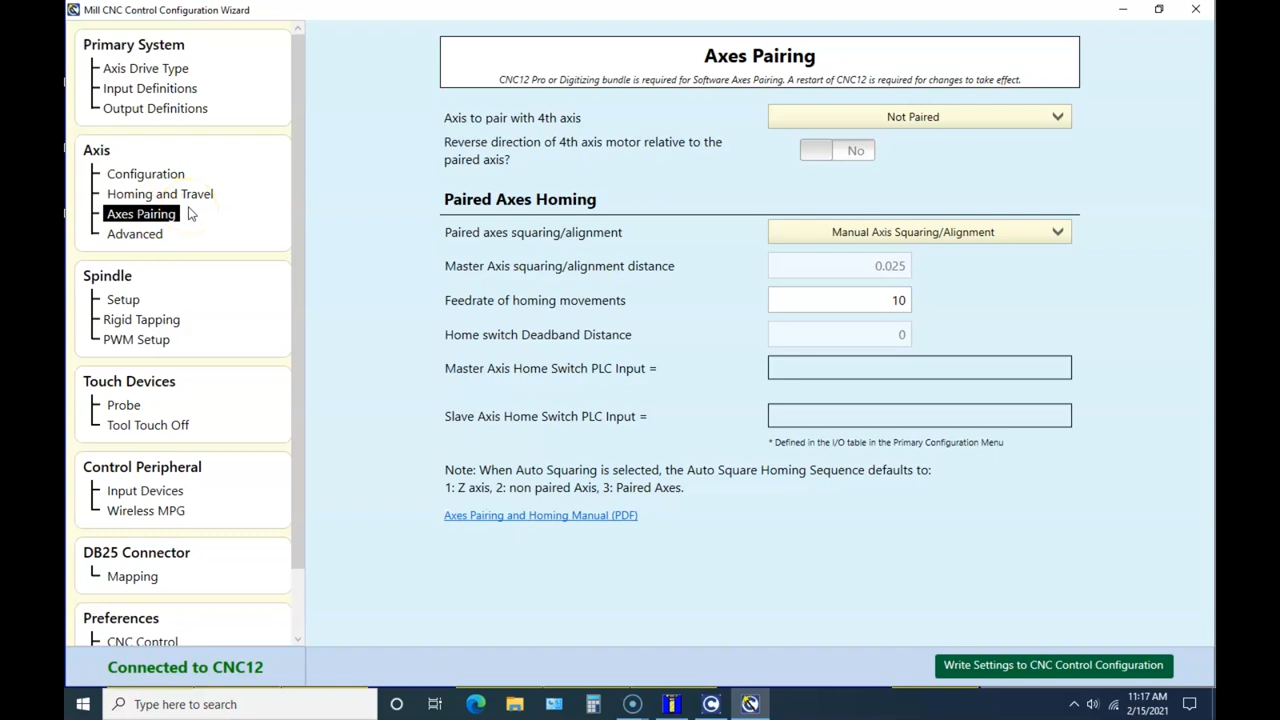 Mill CNC Control Configuration Wizard
Primary System
Axis Drive Type
Input Definitions
Output Definitions
Axis
Configuration
Homing and Travel
Axes Pairing
Advanced
Spindle
Setup
Rigid Tapping
PWM Setup
Touch Devices
Probe
Tool Touch Off
Control Peripheral
Input Devices
Wireless MPG
DB25 Connector
Mapping
Preferences
CNC Control
Connected to CNC12
Axes Pairing
CNC12 Pro or Digitizing bundle is required for Software Axes Pairing. A restart of CNC12 is required for changes to take effect.
Axis to pair with 4th axis
Not Paired
Reverse direction of 4th axis motor relative to the
paired axis?
No
Paired Axes Homing
Paired axes squaring/alignment
Manual Axis Squaring/Alignment
Master Axis squaring/alignment distance
0.025
Feedrate of homing movements
10
Home switch Deadband Distance
0
Master Axis Home Switch PLC Input =
Slave Axis Home Switch PLC Input =
* Defined in the I/O table in the Primary Configuration Menu
Note: When Auto Squaring is selected, the Auto Square Homing Sequence defaults to:
1: Z axis, 2: non paired Axis, 3: Paired Axes.
Axes Pairing and Homing Manual (PDF)
Write Settings to CNC Control Configuration
Type here to search
11:17 AM
2/15/2021